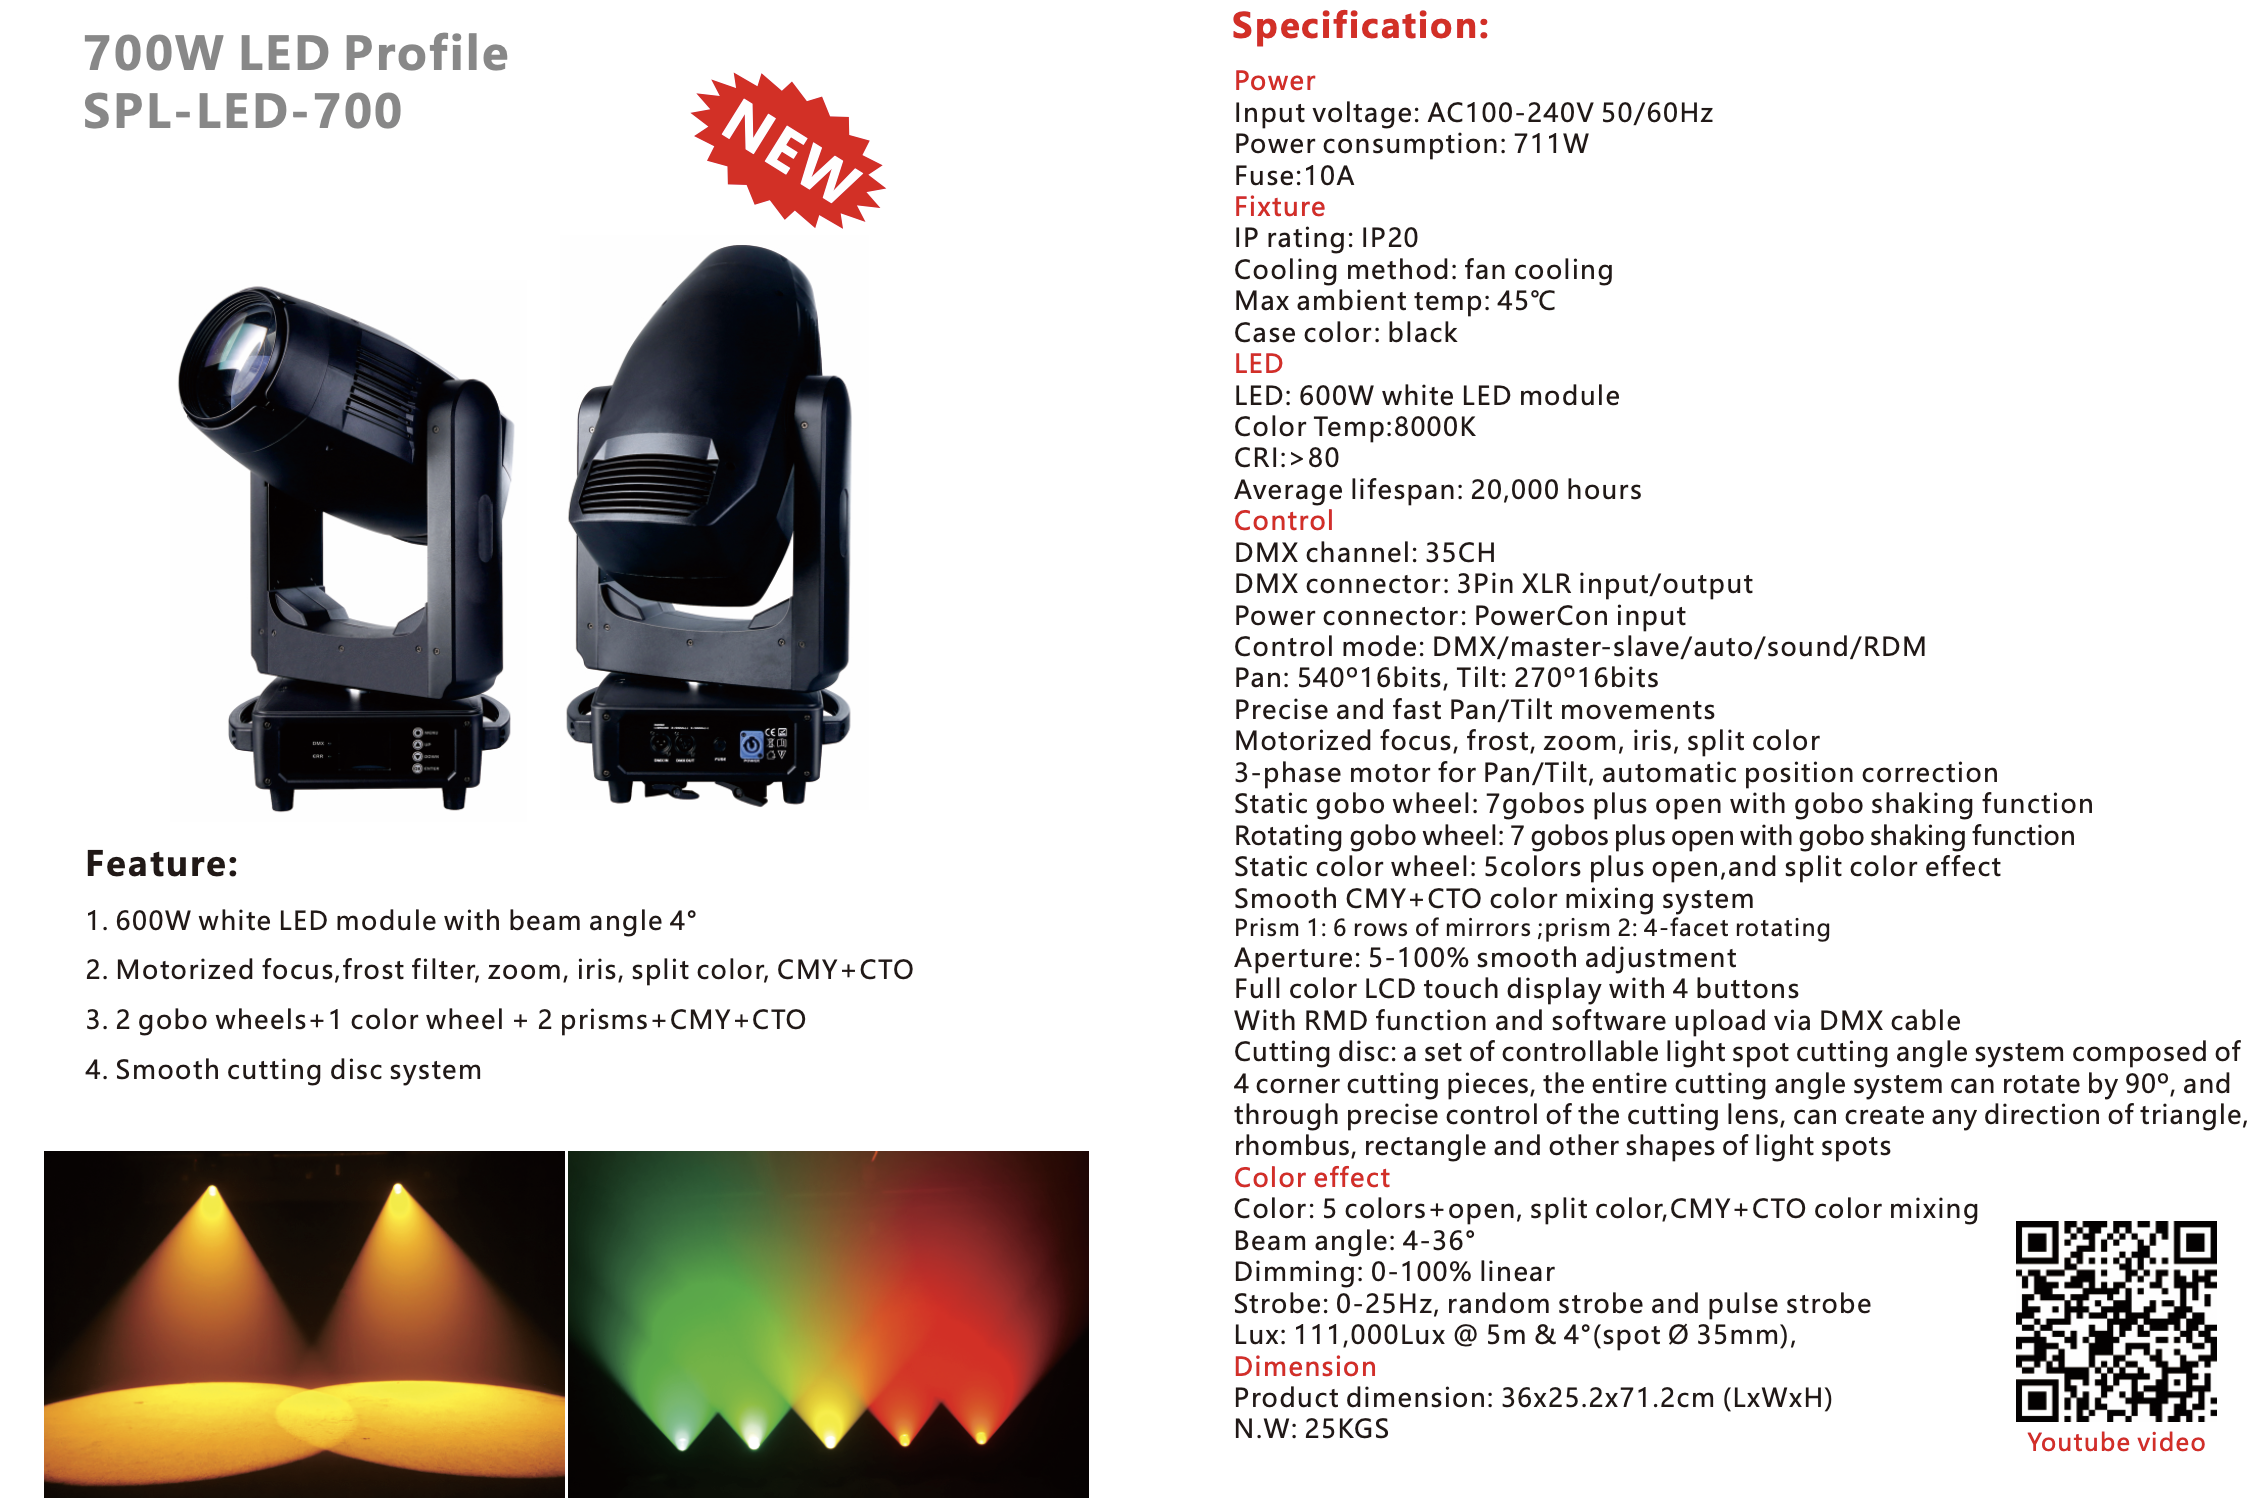 700W LED Profile
SPL-LED-700
NEW
DMX
ERR
MENU
UP
DOWN
ENTER
DMX IN
DMX OUT
FUSE
POWER
CE
Feature:
1. 600W white LED module with beam angle 4°
2. Motorized focus,frost filter, zoom, iris, split color, CMY+CTO
3. 2 gobo wheels+1 color wheel + 2 prisms+CMY+CTO
4. Smooth cutting disc system
Specification:
Power
Input voltage: AC100-240V 50/60Hz
Power consumption: 711W
Fuse:10A
Fixture
IP rating: IP20
Cooling method: fan cooling
Max ambient temp: 45℃
Case color: black
LED
LED: 600W white LED module
Color Temp:8000K
CRI:>80
Average lifespan: 20,000 hours
Control
DMX channel: 35CH
DMX connector: 3Pin XLR input/output
Power connector: PowerCon input
Control mode: DMX/master-slave/auto/sound/RDM
Pan: 540º16bits, Tilt: 270º16bits
Precise and fast Pan/Tilt movements
Motorized focus, frost, zoom, iris, split color
3-phase motor for Pan/Tilt, automatic position correction
Static gobo wheel: 7gobos plus open with gobo shaking function
Rotating gobo wheel: 7 gobos plus open with gobo shaking function
Static color wheel: 5colors plus open,and split color effect
Smooth CMY+CTO color mixing system
Prism 1: 6 rows of mirrors ;prism 2: 4-facet rotating
Aperture: 5-100% smooth adjustment
Full color LCD touch display with 4 buttons
With RMD function and software upload via DMX cable
Cutting disc: a set of controllable light spot cutting angle system composed of
4 corner cutting pieces, the entire cutting angle system can rotate by 90º, and
through precise control of the cutting lens, can create any direction of triangle,
rhombus, rectangle and other shapes of light spots
Color effect
Color: 5 colors+open, split color,CMY+CTO color mixing
Beam angle: 4-36°
Dimming: 0-100% linear
Strobe: 0-25Hz, random strobe and pulse strobe
Lux: 111,000Lux @ 5m & 4°(spot Ø 35mm),
Dimension
Product dimension: 36x25.2x71.2cm (LxWxH)
N.W: 25KGS
Youtube video